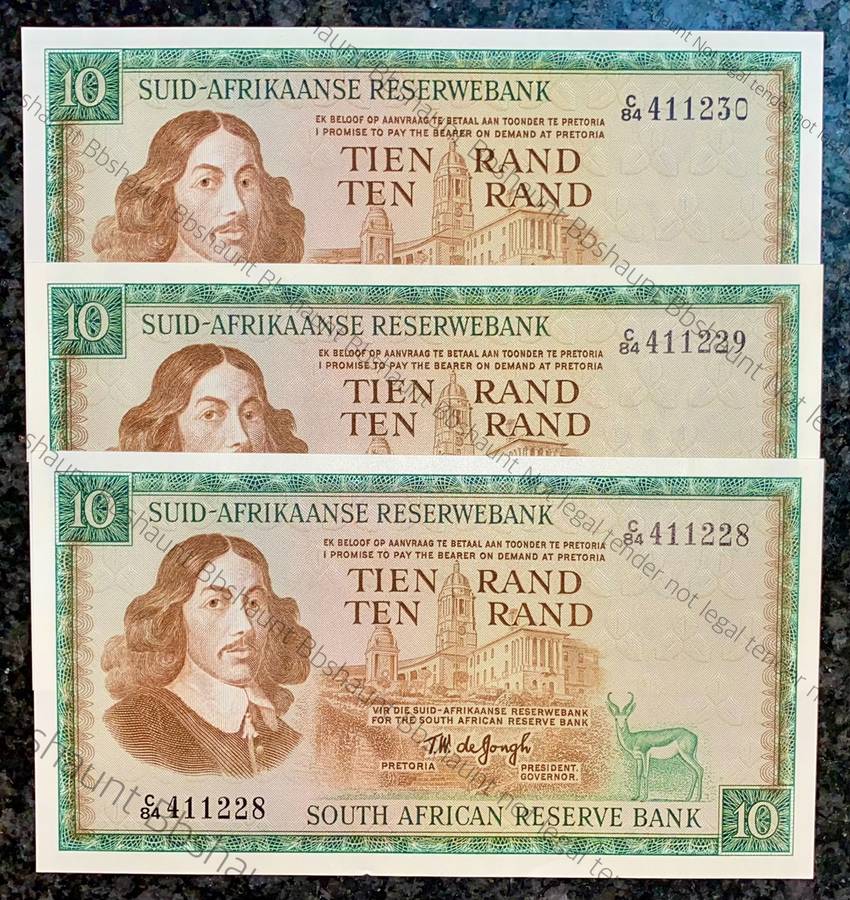 10
SUID-AFRIKAANSE RESERWEBANK
C/84 411230
EK BELOOF OP AANVRAAG TE BETAAL AAN TOONDER TE PRETORIA
I PROMISE TO PAY THE BEARER ON DEMAND AT PRETORIA
TIEN RAND
TEN RAND
10
SUID-AFRIKAANSE RESERWEBANK
C/84 411229
EK BELOOF OP AANVRAAG TE BETAAL AAN TOONDER TE PRETORIA
I PROMISE TO PAY THE BEARER ON DEMAND AT PRETORIA
TIEN RAND
TEN RAND
10
SUID-AFRIKAANSE RESERWEBANK
C/84 411228
EK BELOOF OP AANVRAAG TE BETAAL AAN TOONDER TE PRETORIA
I PROMISE TO PAY THE BEARER ON DEMAND AT PRETORIA
TIEN RAND
TEN RAND
VIR DIE SUID-AFRIKAANSE RESERWEBANK
FOR THE SOUTH AFRICAN RESERVE BANK
T.W. de Jongh
PRETORIA
PRESIDENT.
GOVERNOR.
C/84 411228
SOUTH AFRICAN RESERVE BANK
10
Bbshaunt Not legal tender not legal tender